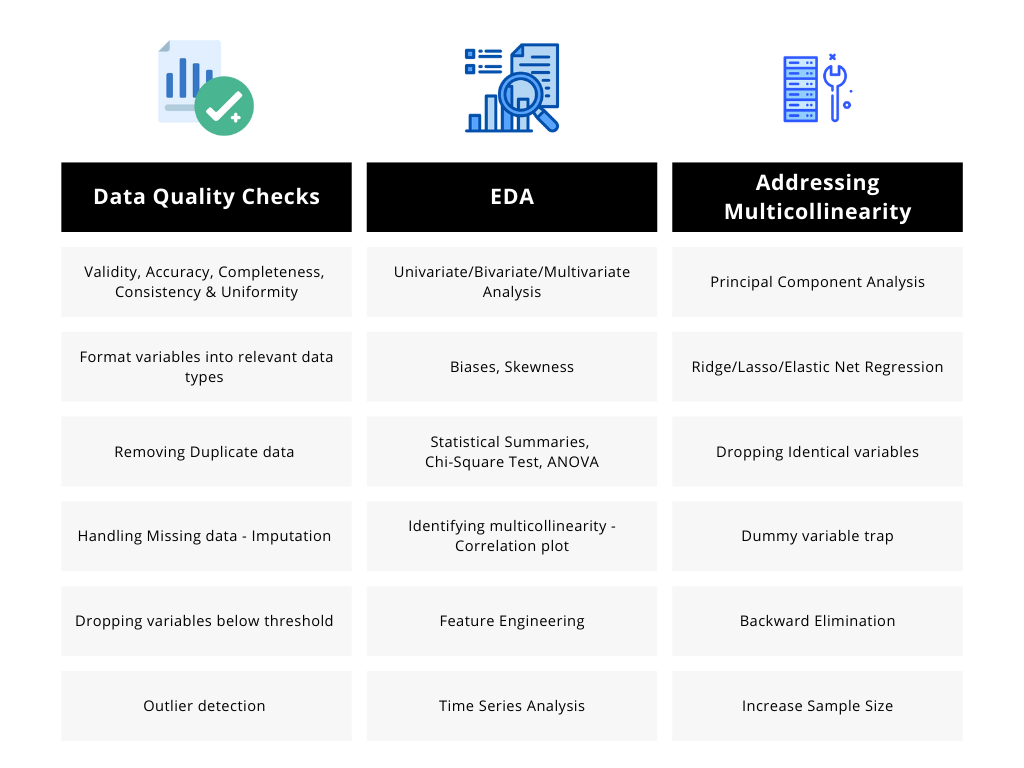 Data Quality Checks
EDA
Addressing
Multicollinearity
Validity, Accuracy, Completeness,
Consistency & Uniformity
Univariate/Bivariate/Multivariate
Analysis
Principal Component Analysis
Format variables into relevant data
types
Biases, Skewness
Ridge/Lasso/Elastic Net Regression
Removing Duplicate data
Statistical Summaries,
Chi-Square Test, ANOVA
Dropping Identical variables
Handling Missing data - Imputation
Identifying multicollinearity -
Correlation plot
Dummy variable trap
Dropping variables below threshold
Feature Engineering
Backward Elimination
Outlier detection
Time Series Analysis
Increase Sample Size